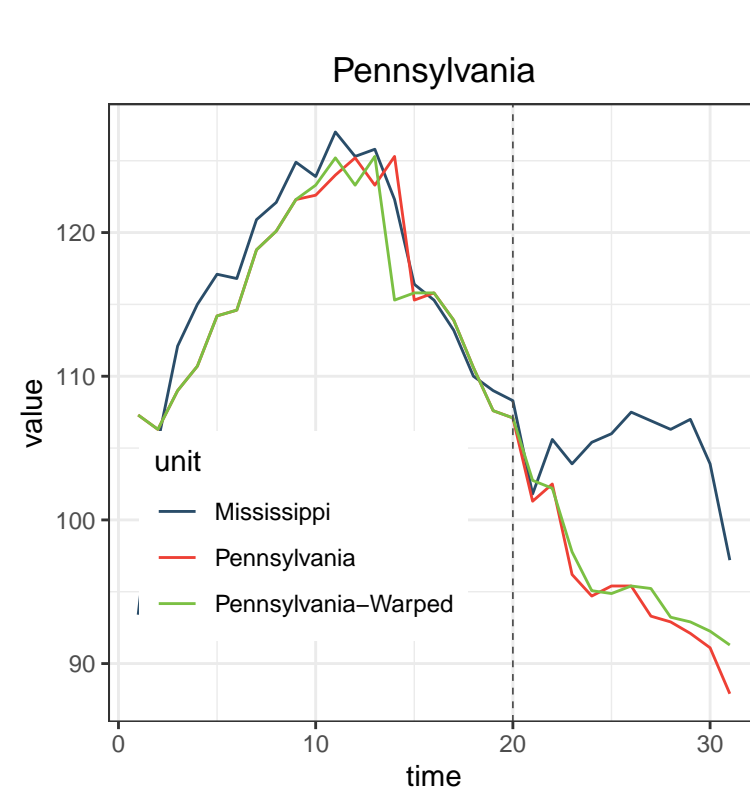 Pennsylvania
value
120
110
100
90
unit
Mississippi
Pennsylvania
Pennsylvania−Warped
0 10 20 30
time